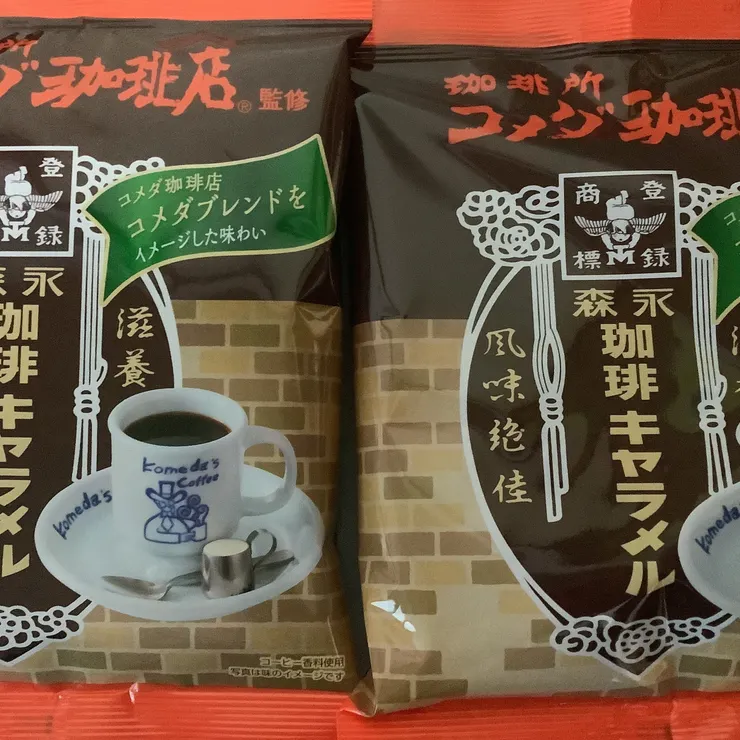 所
ダ珈琲店®監修
登
録
コメダ珈琲店
コメダブレンドを
イメージした味わい
森永
珈琲キャラメル
滋養
Komeda's
Coffee
Komeda's
コーヒー香料使用
写真は味のイメージです
珈琲所
コメダ珈琲
登録商標
コメ
森永
珈琲キャラメル
風味絶佳
Komeda's